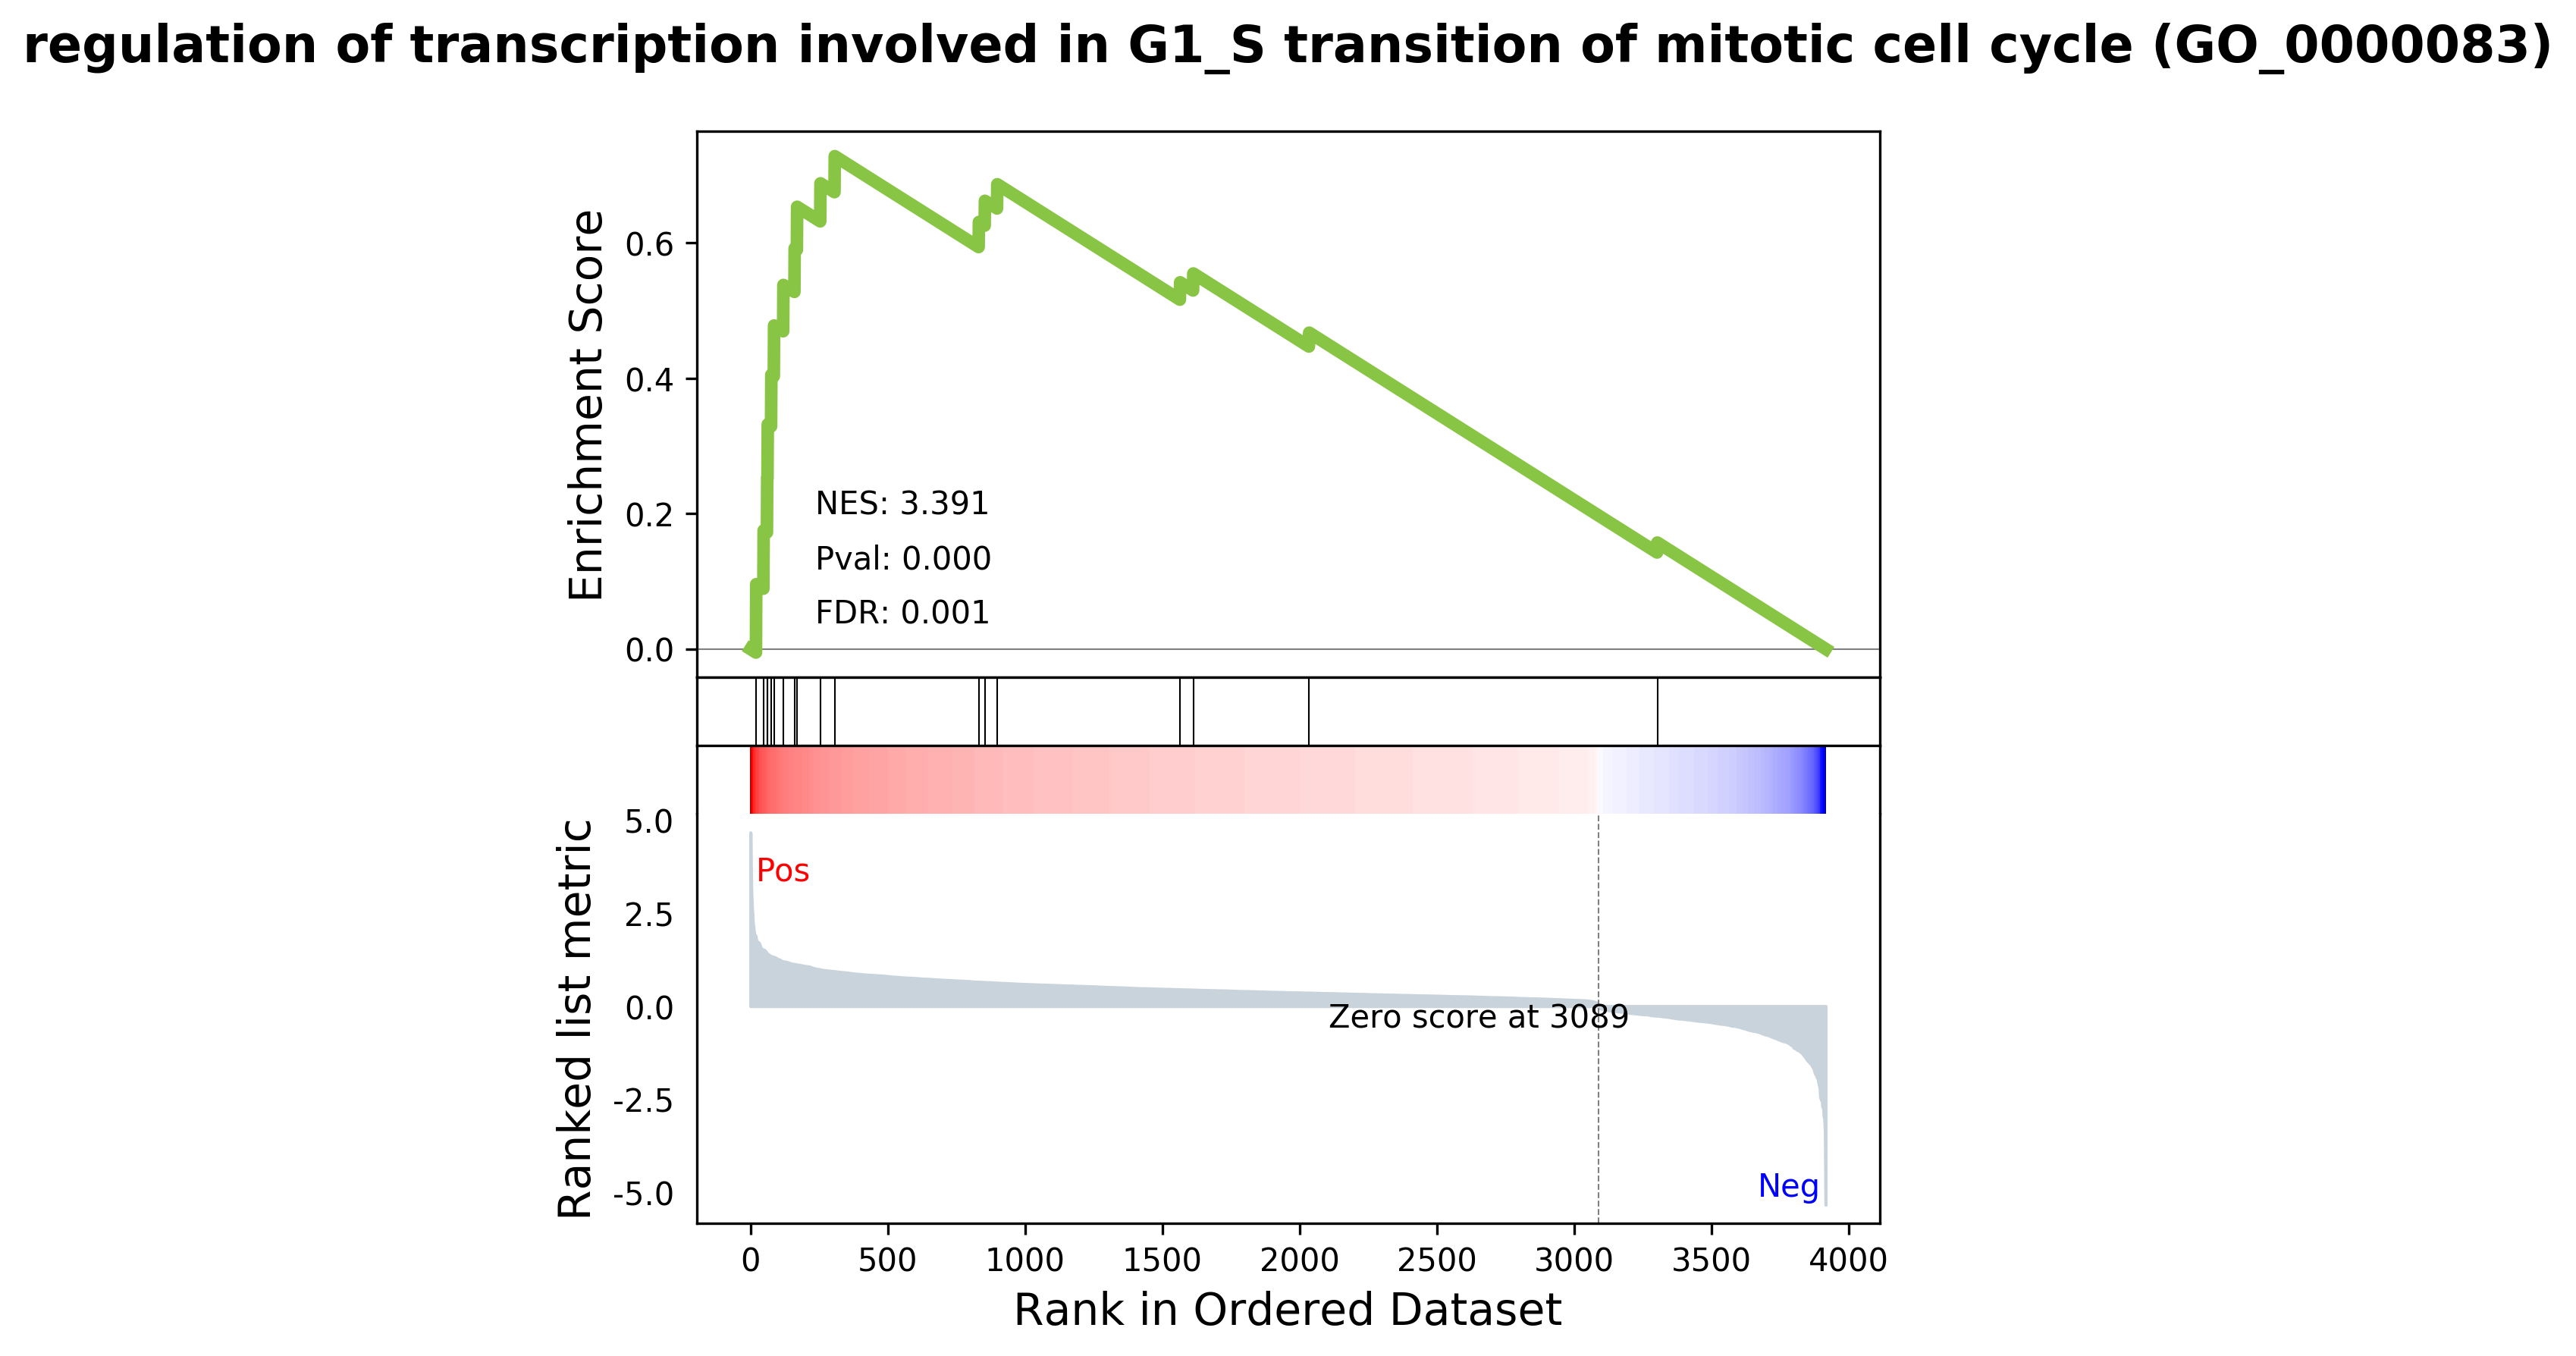 regulation of transcription involved in G1_S transition of mitotic cell cycle (GO_0000083)
Enrichment Score
0.6
0.4
0.2
0.0
NES: 3.391
Pval: 0.000
FDR: 0.001
Ranked list metric
5.0
2.5
0.0
-2.5
-5.0
Pos
Zero score at 3089
Neg
0 500 1000 1500 2000 2500 3000 3500 4000
Rank in Ordered Dataset